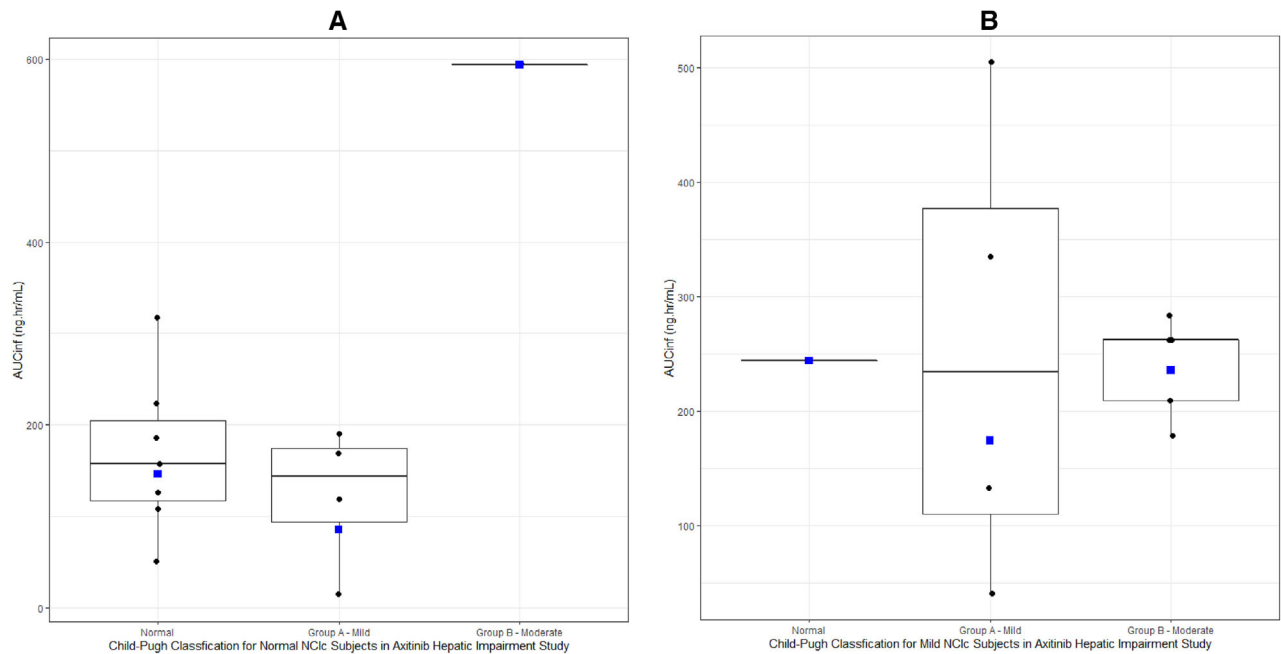 A
B
AUCinf (ng.hr/mL)
600
400
200
0
Normal
Group A - Mild
Group B - Moderate
Child-Pugh Classfication for Normal NCIc Subjects in Axitinib Hepatic Impairment Study
AUCinf (ng.hr/mL)
500
400
300
200
100
Normal
Group A - Mild
Group B - Moderate
Child-Pugh Classfication for Mild NCIc Subjects in Axitinib Hepatic Impairment Study